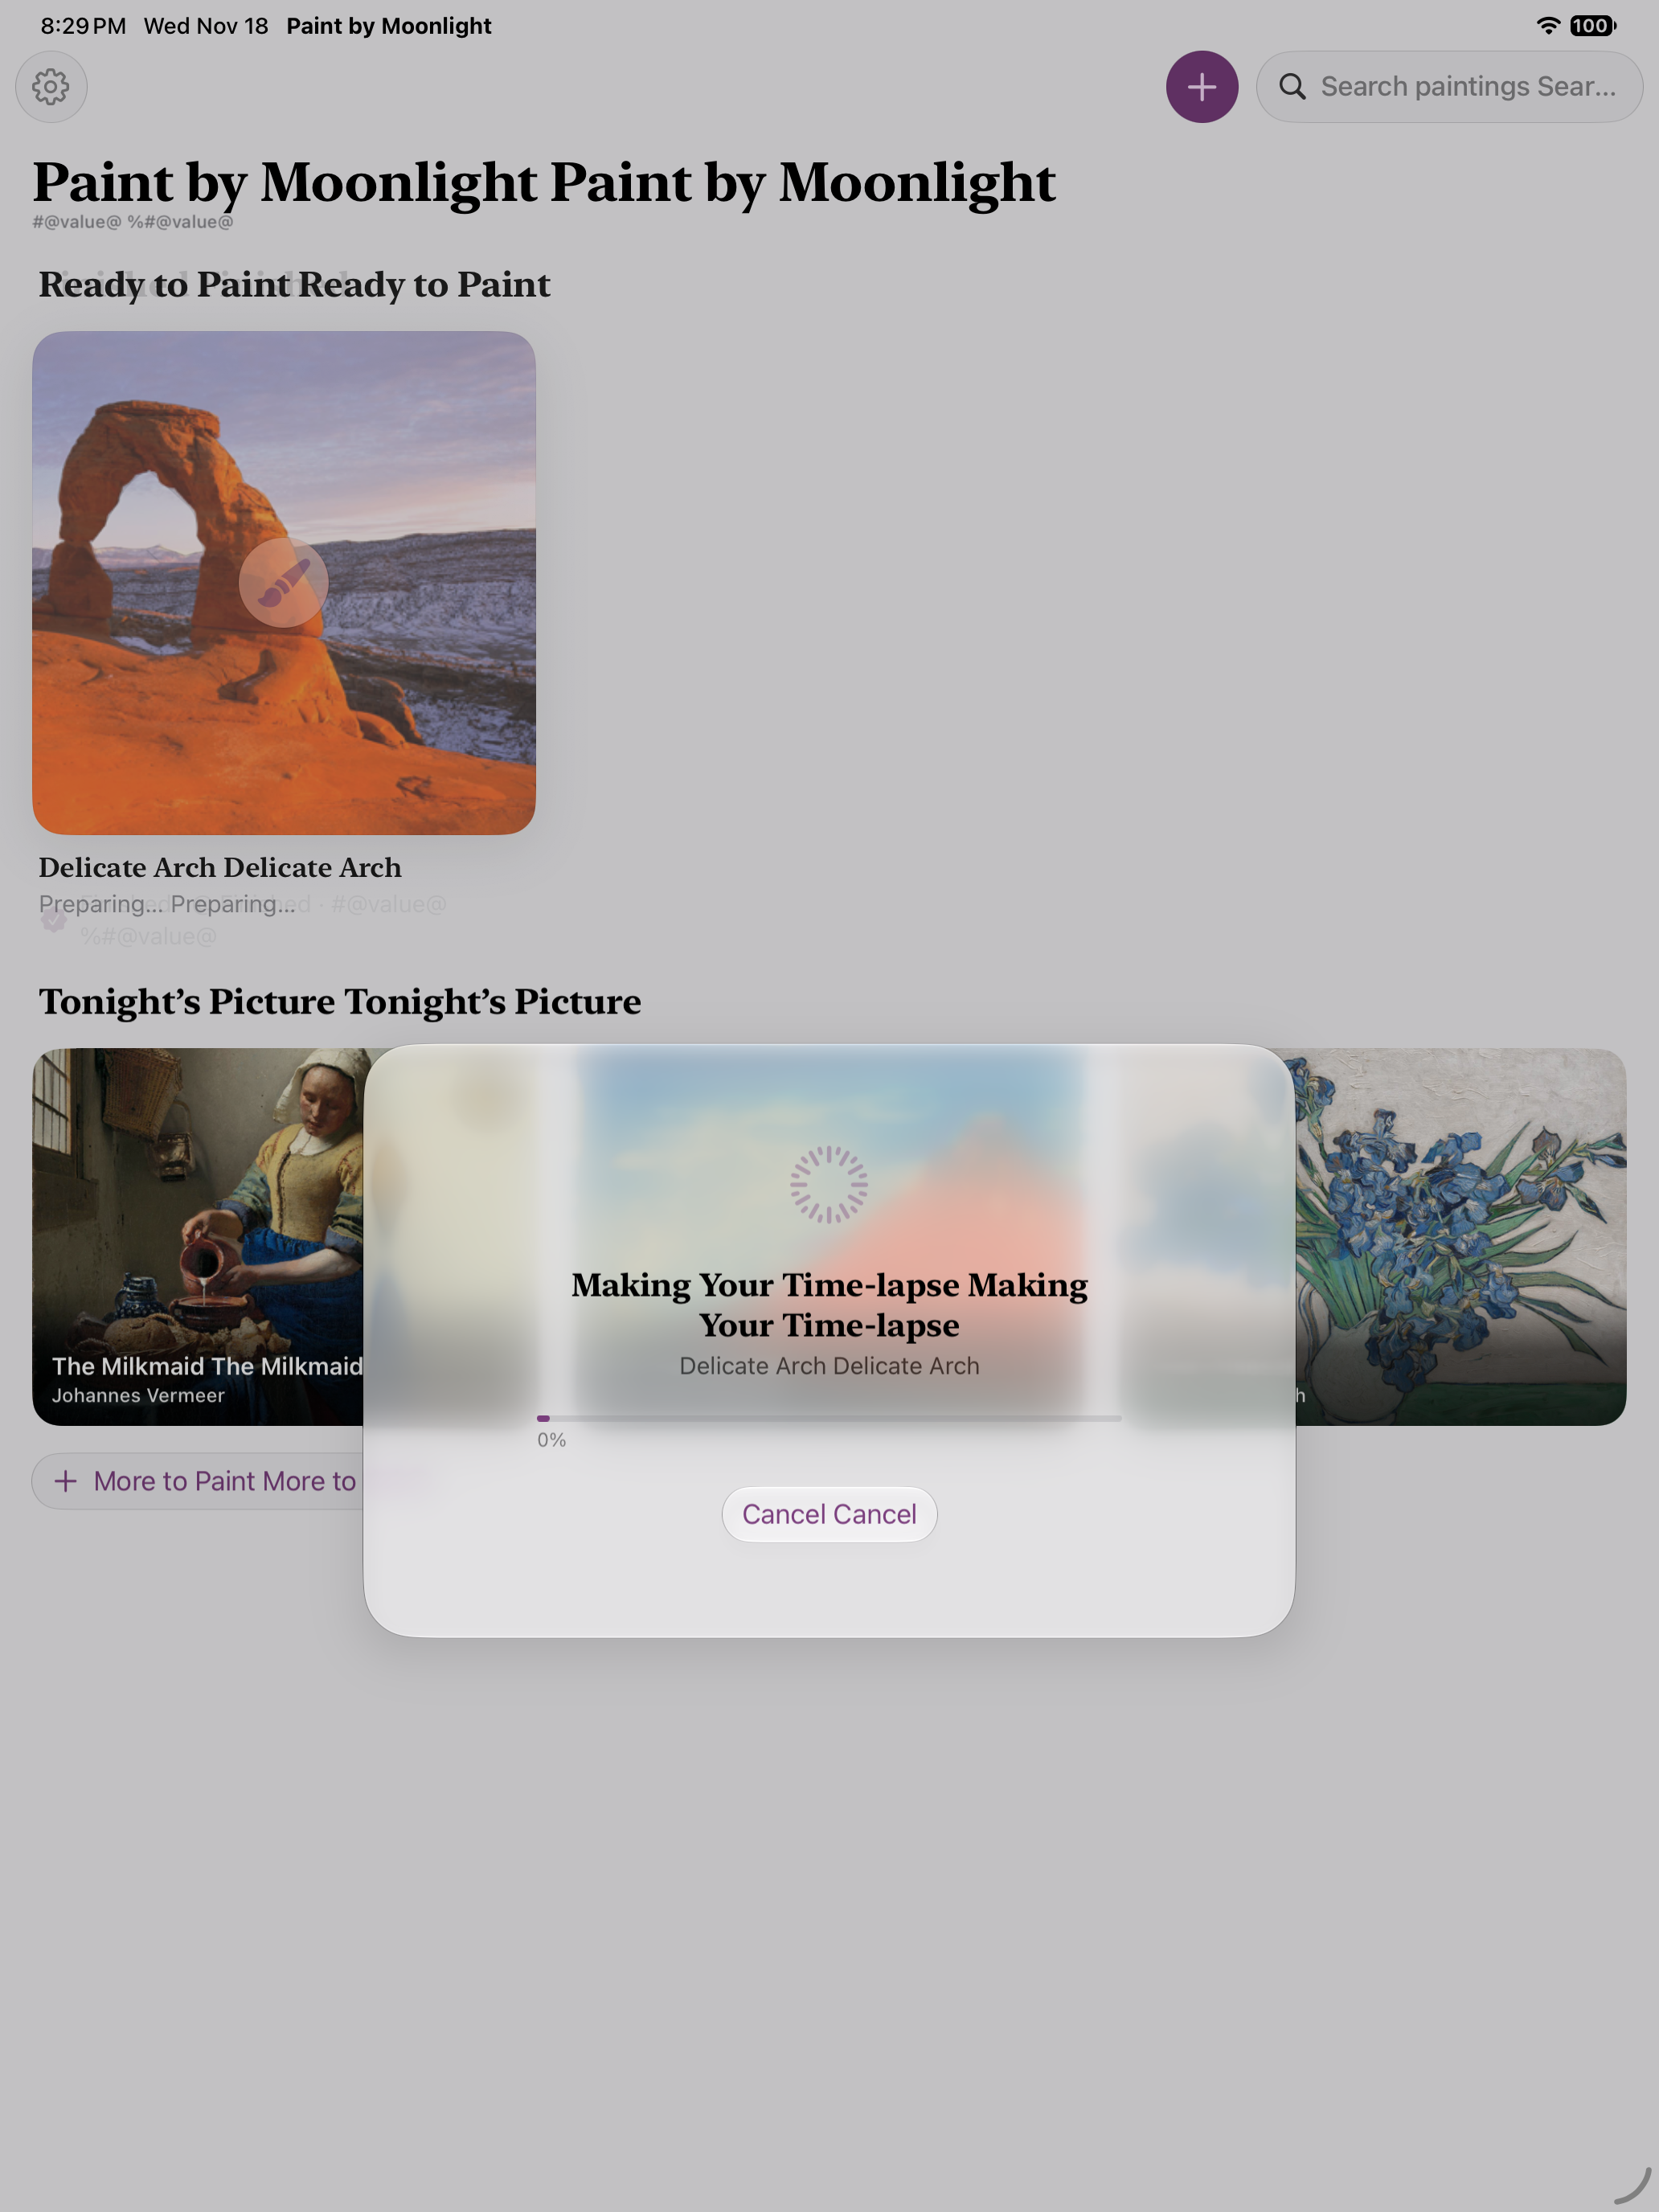 8:29 PM Wed Nov 18 Paint by Moonlight
100
Search paintings Sear...
Paint by Moonlight Paint by Moonlight
#@value@ %#@value@
Ready to Paint Ready to Paint
Delicate Arch Delicate Arch
Preparing... Preparing...
· #@value@
%#@value@
Tonight’s Picture Tonight’s Picture
The Milkmaid The Milkmaid
Johannes Vermeer
Making Your Time-lapse Making
Your Time-lapse
Delicate Arch Delicate Arch
0%
More to Paint More to
Cancel Cancel